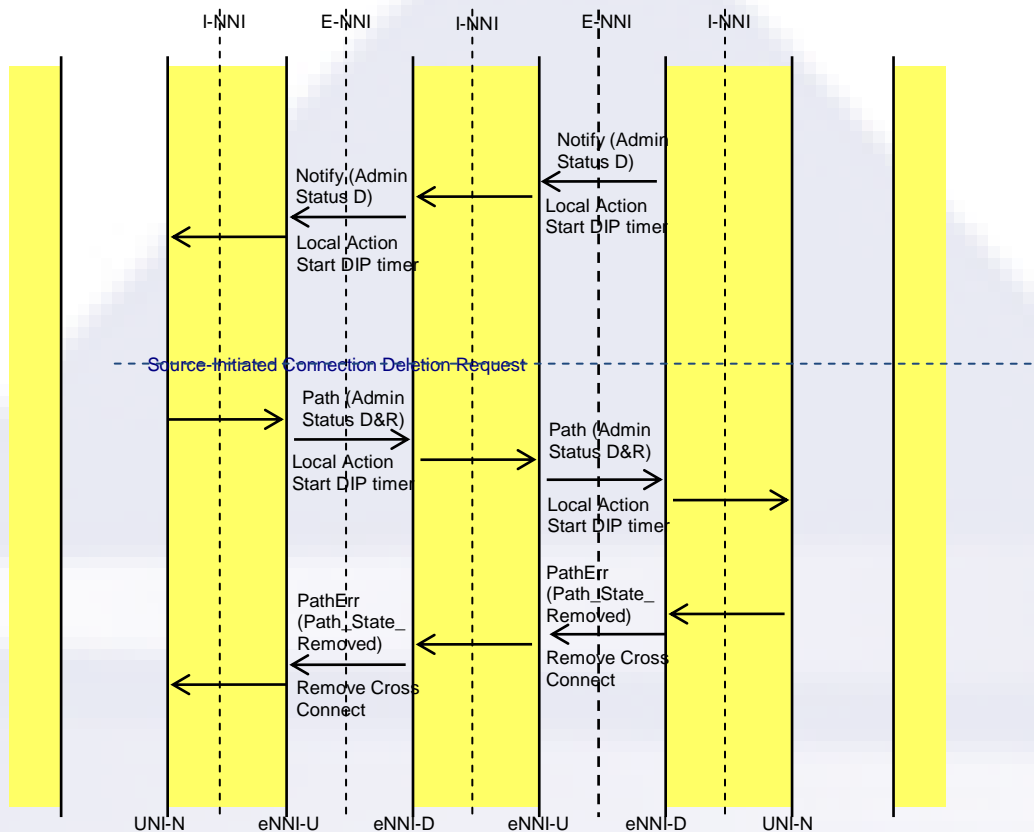 I-NNI
E-NNI
I-NNI
E-NNI
I-NNI
Notify (Admin
Status D)
Notify (Admin
Status D)
Local Action
Start DIP timer
Local Action
Start DIP timer
Source-Initiated Connection Deletion Request
Path (Admin
Status D&R)
Path (Admin
Status D&R)
Local Action
Start DIP timer
Local Action
Start DIP timer
PathErr
(Path_State_
Removed)
PathErr
(Path_State_
Removed)
Remove Cross
Connect
Remove Cross
Connect
UNI-N
eNNI-U
eNNI-D
eNNI-U
eNNI-D
UNI-N